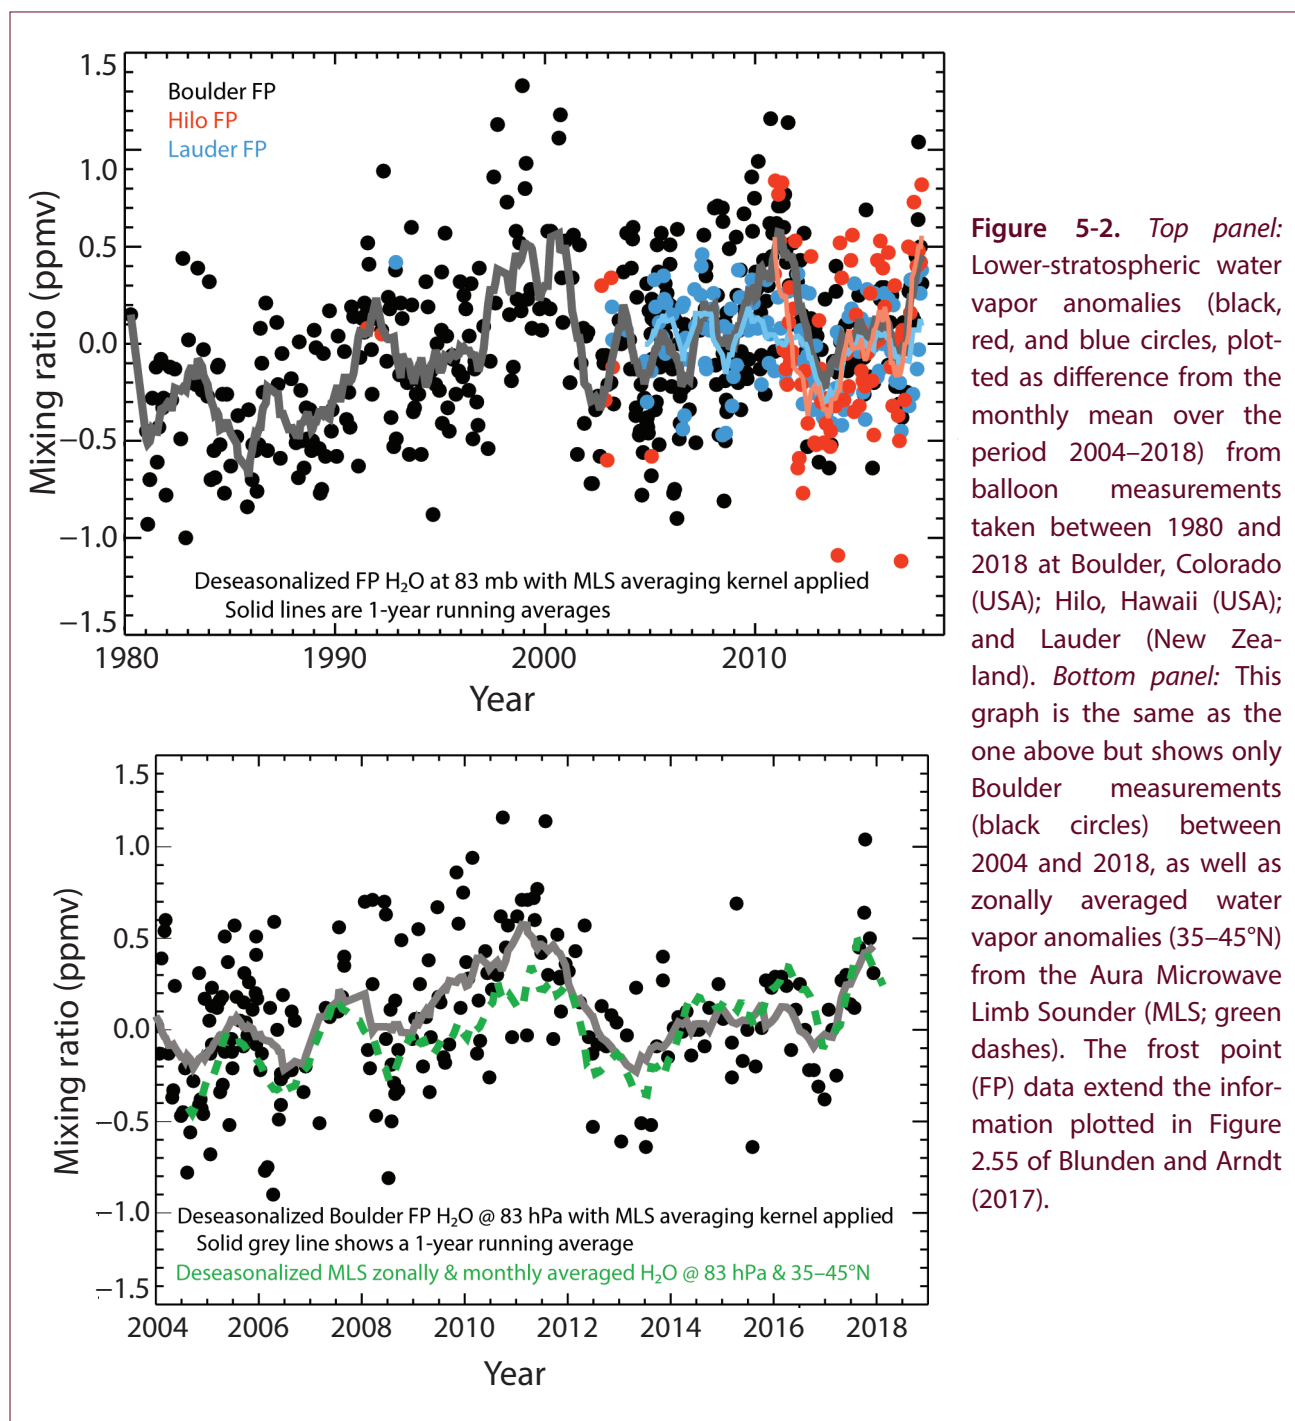 1.5
1.0
0.5
0.0
−0.5
−1.0
−1.5
Mixing ratio (ppmv)
Boulder FP
Hilo FP
Lauder FP
Deseasonalized FP H₂O at 83 mb with MLS averaging kernel applied
Solid lines are 1-year running averages
1980
1990
2000
2010
Year
1.5
1.0
0.5
0.0
−0.5
−1.0
−1.5
Mixing ratio (ppmv)
Deseasonalized Boulder FP H₂O @ 83 hPa with MLS averaging kernel applied
Solid grey line shows a 1-year running average
Deseasonalized MLS zonally & monthly averaged H₂O @ 83 hPa & 35–45°N
2004
2006
2008
2010
2012
2014
2016
2018
Year
Figure 5-2. Top panel:
Lower-stratospheric water
vapor anomalies (black,
red, and blue circles, plot-
ted as difference from the
monthly mean over the
period 2004–2018) from
balloon measurements
taken between 1980 and
2018 at Boulder, Colorado
(USA); Hilo, Hawaii (USA);
and Lauder (New Zea-
land). Bottom panel: This
graph is the same as the
one above but shows only
Boulder measurements
(black circles) between
2004 and 2018, as well as
zonally averaged water
vapor anomalies (35–45°N)
from the Aura Microwave
Limb Sounder (MLS; green
dashes). The frost point
(FP) data extend the infor-
mation plotted in Figure
2.55 of Blunden and Arndt
(2017).